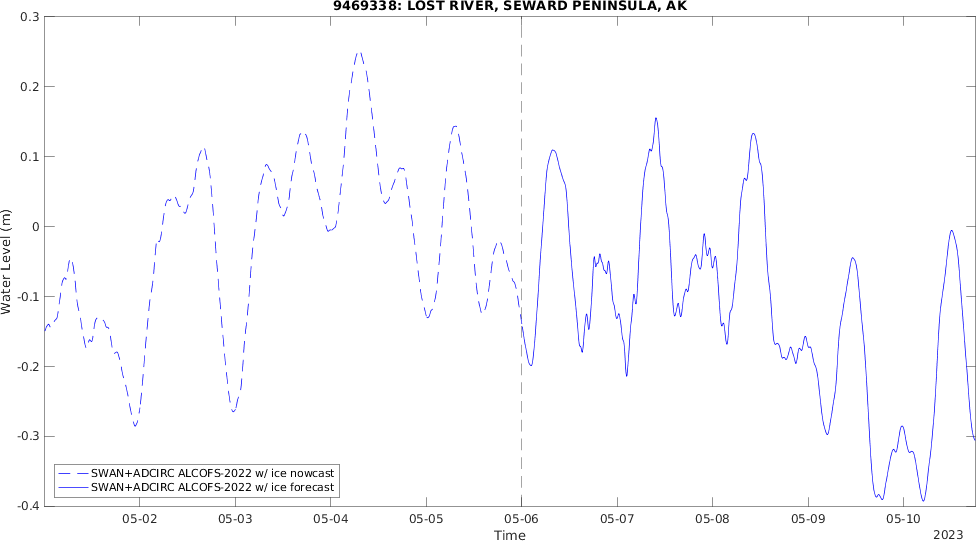 9469338: LOST RIVER, SEWARD PENINSULA, AK
0.3
0.2
0.1
0
-0.1
-0.2
-0.3
-0.4
Water Level (m)
SWAN+ADCIRC ALCOFS-2022 w/ ice nowcast
SWAN+ADCIRC ALCOFS-2022 w/ ice forecast
05-02 05-03 05-04 05-05 05-06 05-07 05-08 05-09 05-10
Time
2023